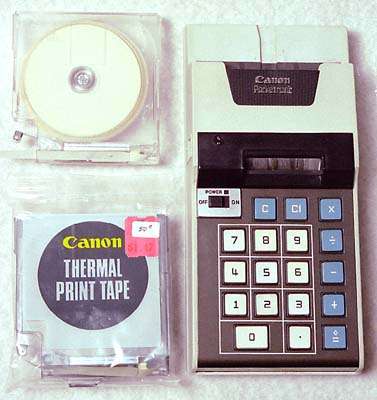 Canon
Pocketronic
POWER
OFF ON
C CI ×
7 8 9 ÷
4 5 6 −
1 2 3 +
0 · ≐
Canon
THERMAL
PRINT TAPE